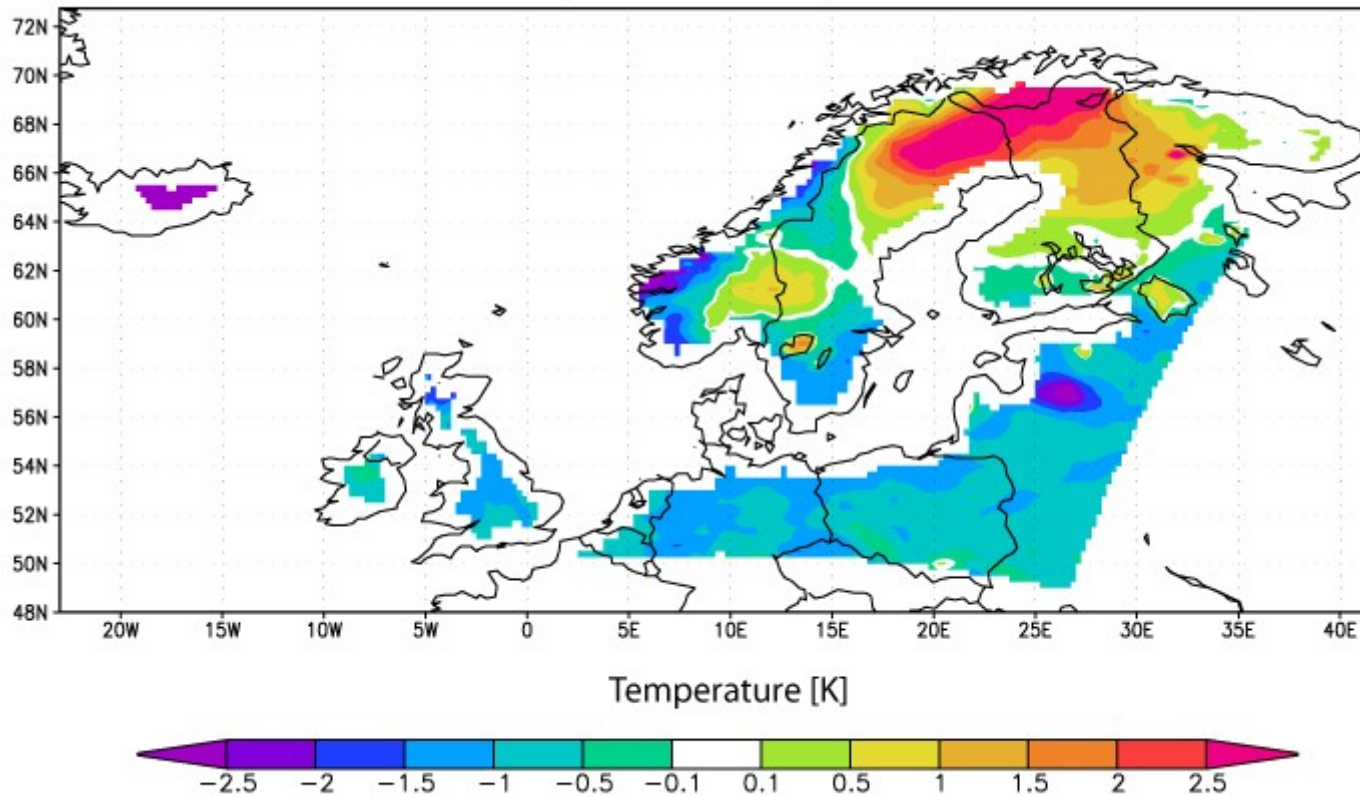 72N
70N
68N
66N
64N
62N
60N
58N
56N
54N
52N
50N
48N
20W 15W 10W 5W 0 5E 10E 15E 20E 25E 30E 35E 40E
Temperature [K]
−2.5 −2 −1.5 −1 −0.5 −0.1 0.1 0.5 1 1.5 2 2.5